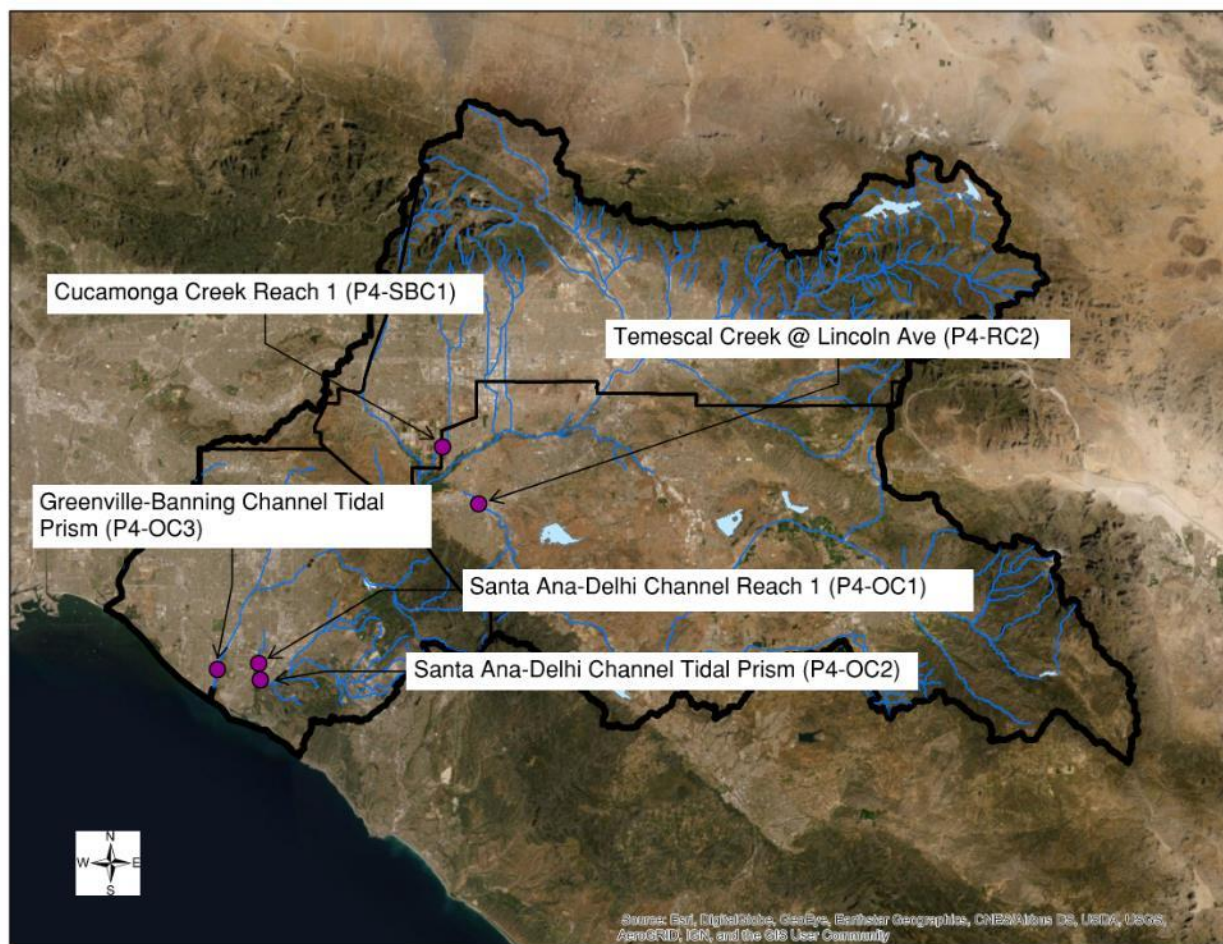 Cucamonga Creek Reach 1 (P4-SBC1)
Temescal Creek @ Lincoln Ave (P4-RC2)
Greenville-Banning Channel Tidal
Prism (P4-OC3)
Santa Ana-Delhi Channel Reach 1 (P4-OC1)
Santa Ana-Delhi Channel Tidal Prism (P4-OC2)
N
W E
S
Source: Esri, DigitalGlobe, GeoEye, Earthstar Geographics, CNES/Airbus DS, USDA, USGS,
AeroGRID, IGN, and the GIS User Community